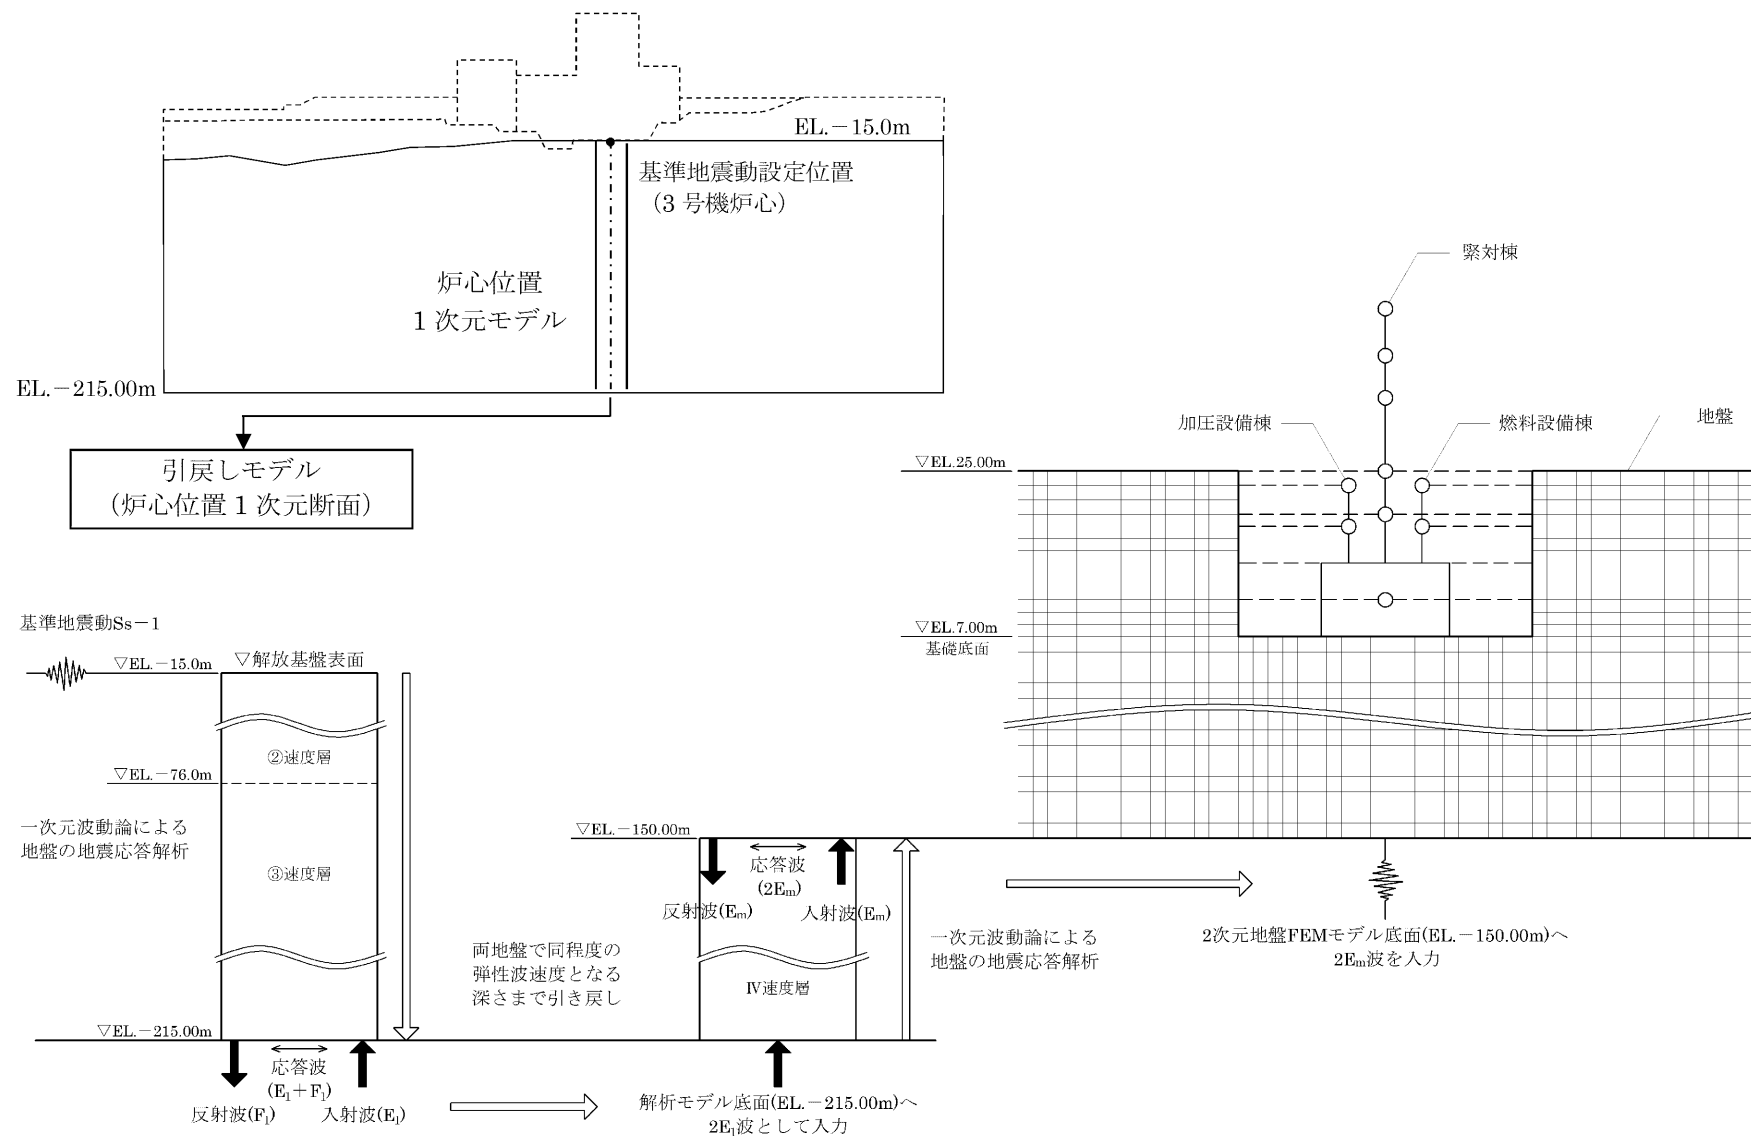 EL.－15.0m
基準地震動設定位置
（3 号機炉心）
炉心位置
1 次元モデル
EL.－215.00m
引戻しモデル
（炉心位置 1 次元断面）
緊対棟
加圧設備棟
燃料設備棟
地盤
▽EL.25.00m
▽EL.7.00m
基礎底面
基準地震動Ss－1
▽EL.－15.0m
▽解放基盤表面
②速度層
▽EL.－76.0m
一次元波動論による
地盤の地震応答解析
③速度層
▽EL.－215.00m
応答波
(E₁＋F₁)
反射波(F₁)
入射波(E₁)
両地盤で同程度の
弾性波速度となる
深さまで引き戻し
▽EL.－150.00m
応答波
(2Eₘ)
反射波(Eₘ)
入射波(Eₘ)
Ⅳ速度層
解析モデル底面(EL.－215.00m)へ
2E₁波として入力
一次元波動論による
地盤の地震応答解析
2次元地盤FEMモデル底面(EL.－150.00m)へ
2Eₘ波を入力